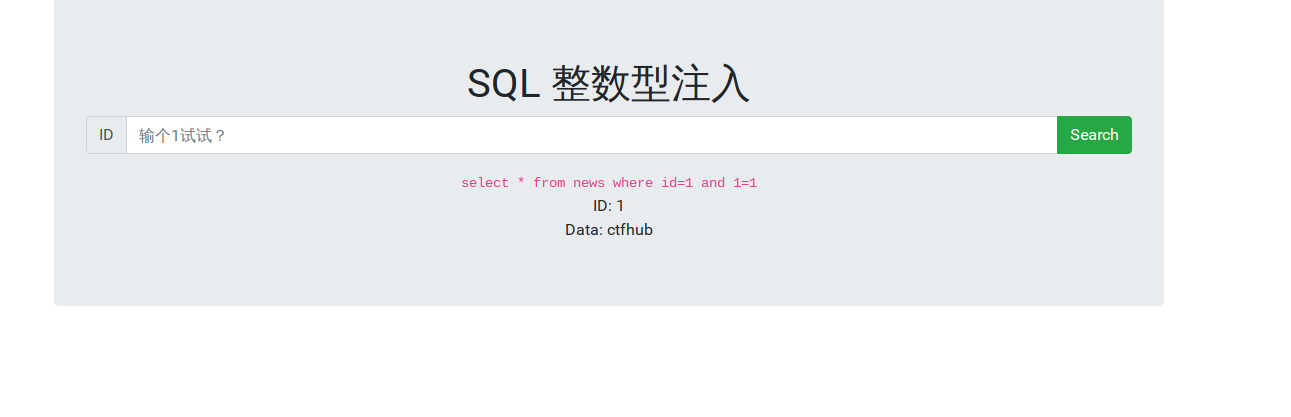 SQL 整数型注入
ID 输个1试试？ Search
select * from news where id=1 and 1=1
ID: 1
Data: ctfhub